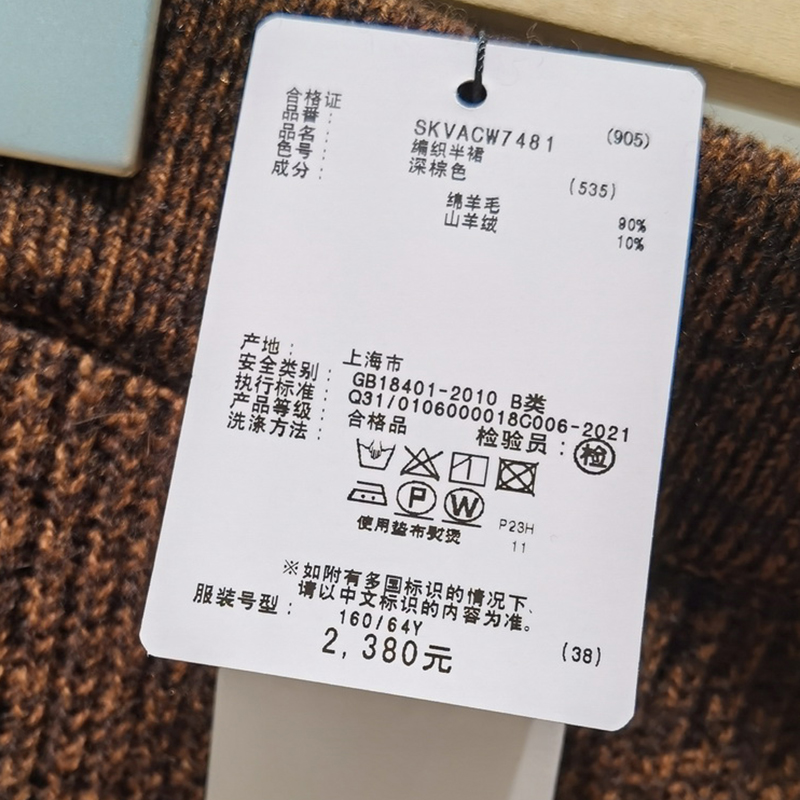 合格证
品番： SKVACW7481 (905)
品名： 编织半裙
色号： 深棕色 (535)
成分： 绵羊毛 90%
山羊绒 10%
产地： 上海市
安全类别： GB18401-2010 B类
执行标准： Q31/0106000018C006-2021
产品等级： 合格品 检验员：检
洗涤方法：
P W
使用垫布熨烫 P23H
11
※如附有多国标识的情况下、
请以中文标识的内容为准。
服装号型： 160/64Y
2,380元 (38)